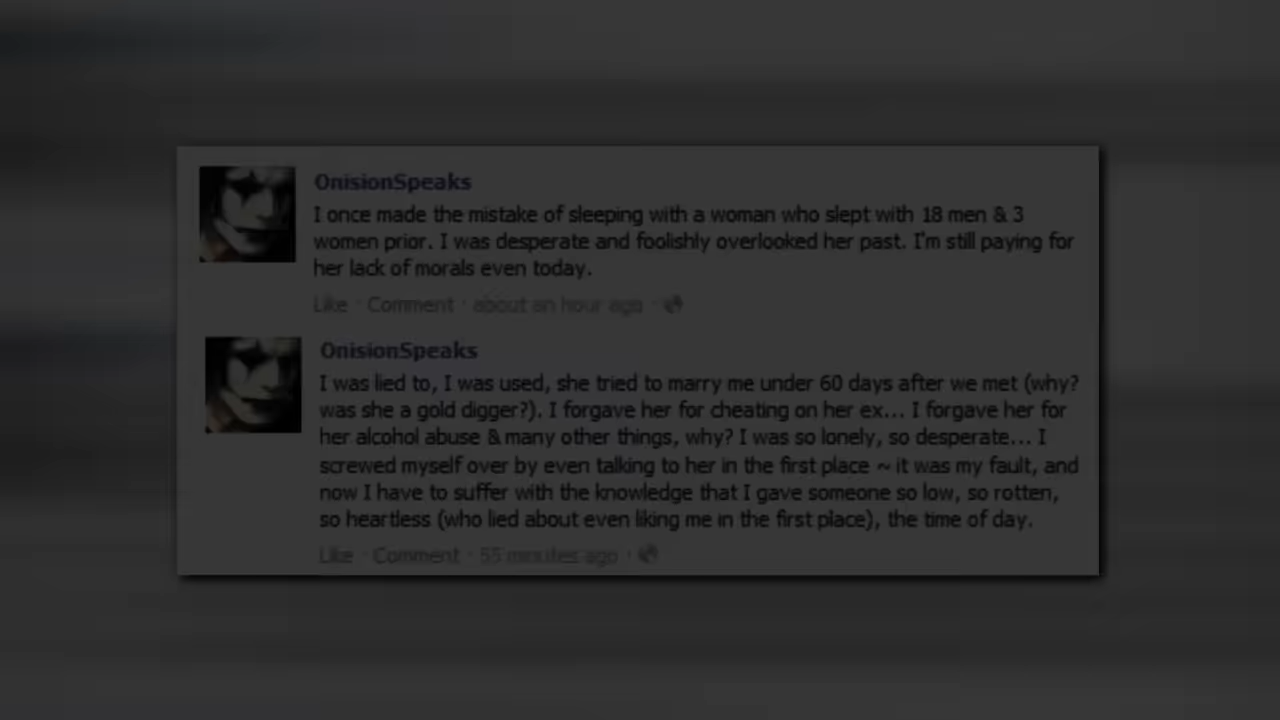 OnisionSpeaks
I once made the mistake of sleeping with a woman who slept with 18 men & 3
women prior. I was desperate and foolishly overlooked her past. I'm still paying for
her lack of morals even today.
Like · Comment · about an hour ago ·
OnisionSpeaks
I was lied to, I was used, she tried to marry me under 60 days after we met (why?
was she a gold digger?). I forgave her for cheating on her ex... I forgave her for
her alcohol abuse & many other things, why? I was so lonely, so desperate... I
screwed myself over by even talking to her in the first place ~ it was my fault, and
now I have to suffer with the knowledge that I gave someone so low, so rotten,
so heartless (who lied about even liking me in the first place), the time of day.
Like · Comment · 55 minutes ago ·